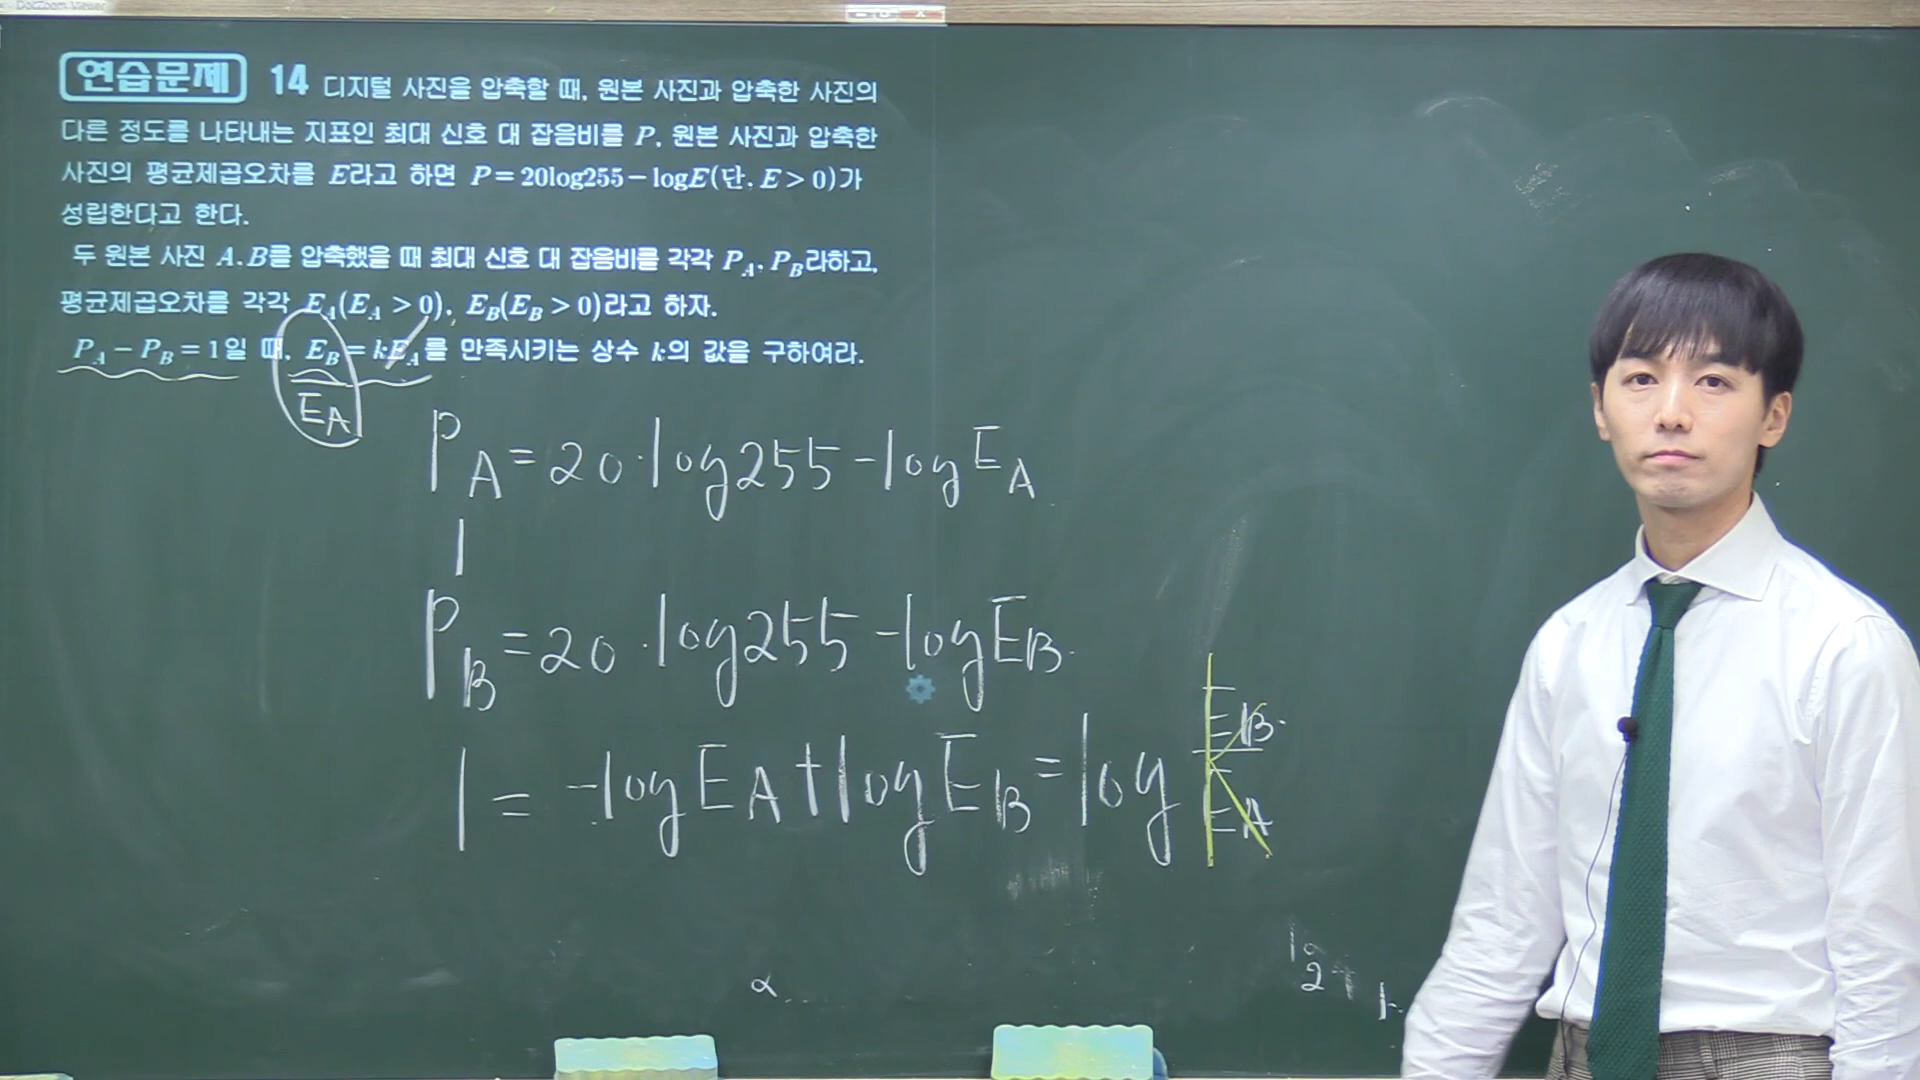 DocZoom Viewer
연습문제 14 디지털 사진을 압축할 때, 원본 사진과 압축한 사진의
다른 정도를 나타내는 지표인 최대 신호 대 잡음비를 P, 원본 사진과 압축한
사진의 평균제곱오차를 E라고 하면 P=20log255-logE(단, E>0)가
성립한다고 한다.
두 원본 사진 A, B를 압축했을 때 최대 신호 대 잡음비를 각각 P_A, P_B라하고,
평균제곱오차를 각각 E_A(E_A>0), E_B(E_B>0)라고 하자.
P_A-P_B=1일 때, E_B=kE_A를 만족시키는 상수 k의 값을 구하여라.
E_A
P_A=20·log255-logE_A
|
P_B=20·log255-logE_B
1=-logE_A+logE_B=log E_B/E_A
K
α
2